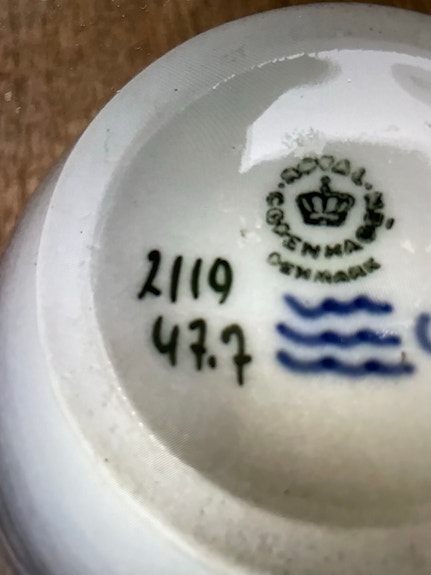 ROYAL
COPENHAGEN
DENMARK
2119
47.7